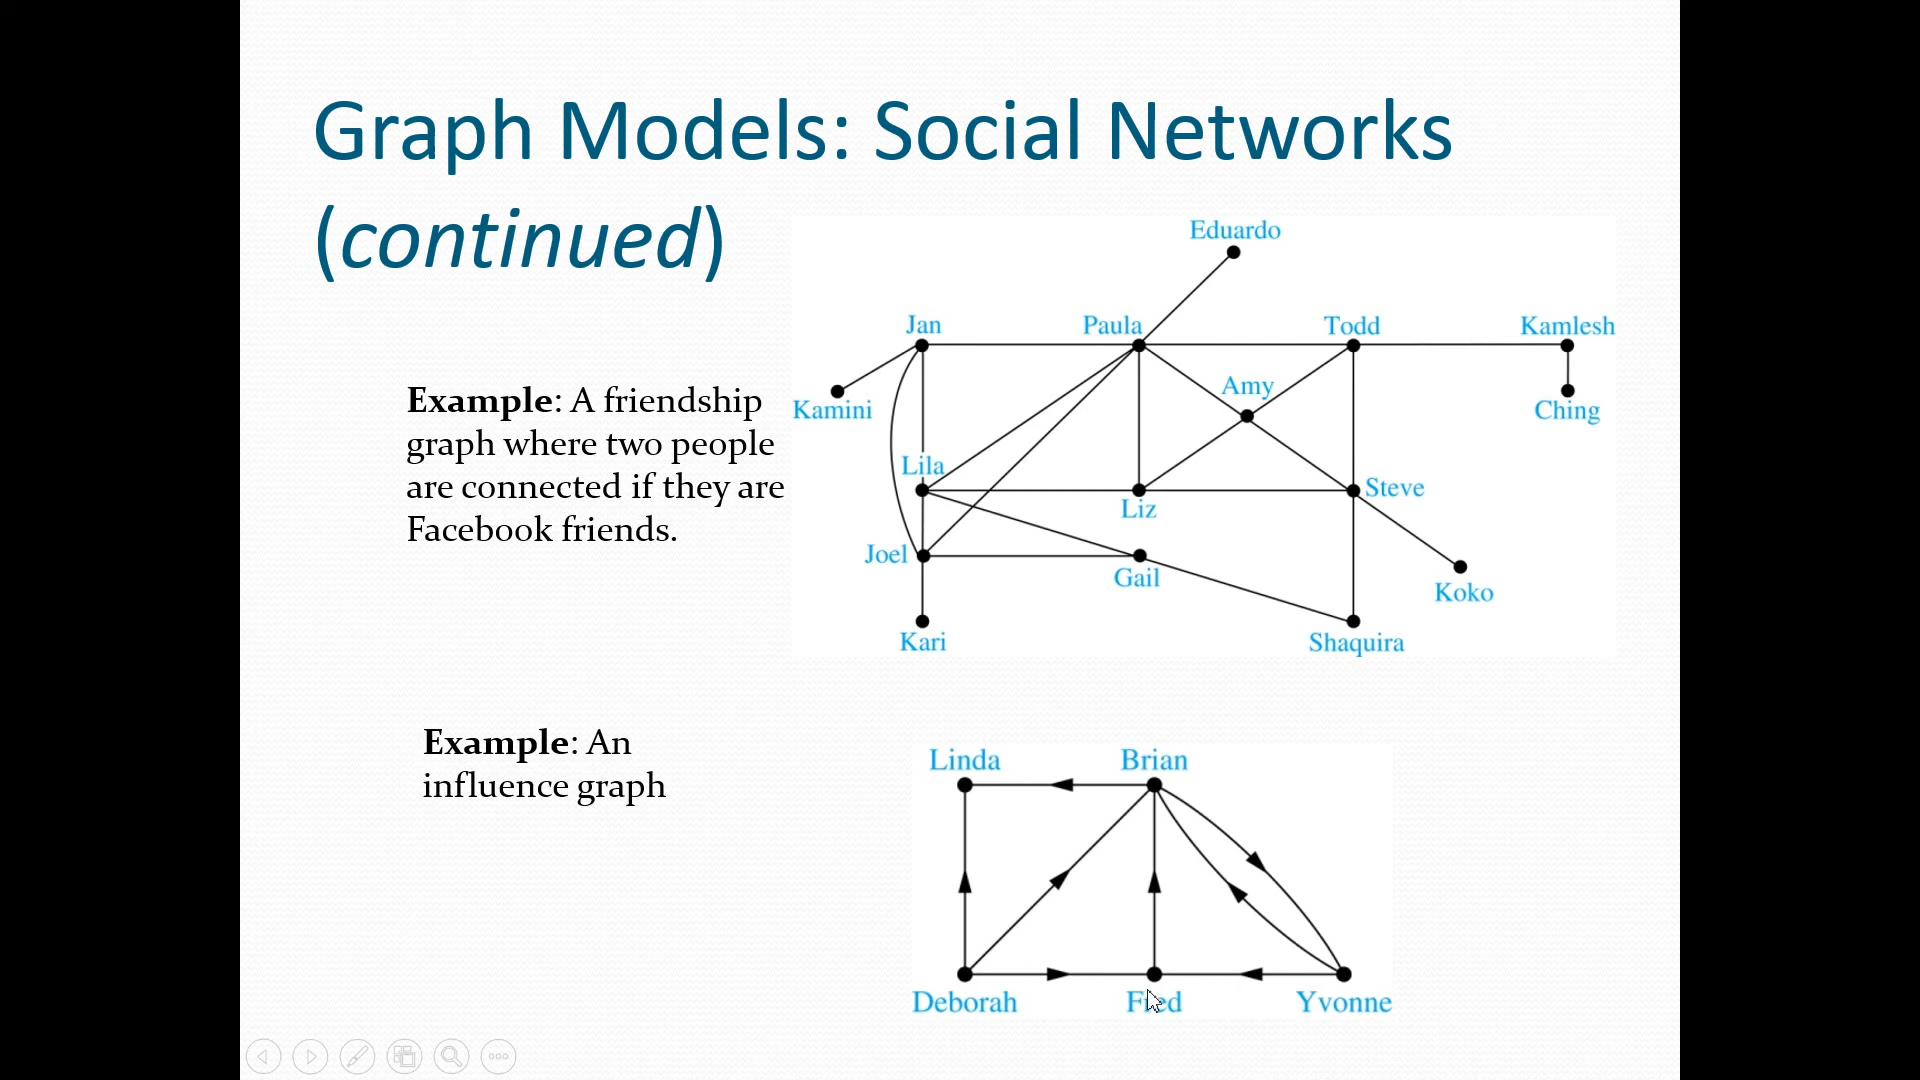 Graph Models: Social Networks
(continued)
Eduardo
Jan
Paula
Todd
Kamlesh
Example: A friendship
graph where two people
are connected if they are
Facebook friends.
Kamini
Amy
Ching
Lila
Liz
Steve
Joel
Gail
Koko
Kari
Shaquira
Example: An
influence graph
Linda
Brian
Deborah
Fred
Yvonne